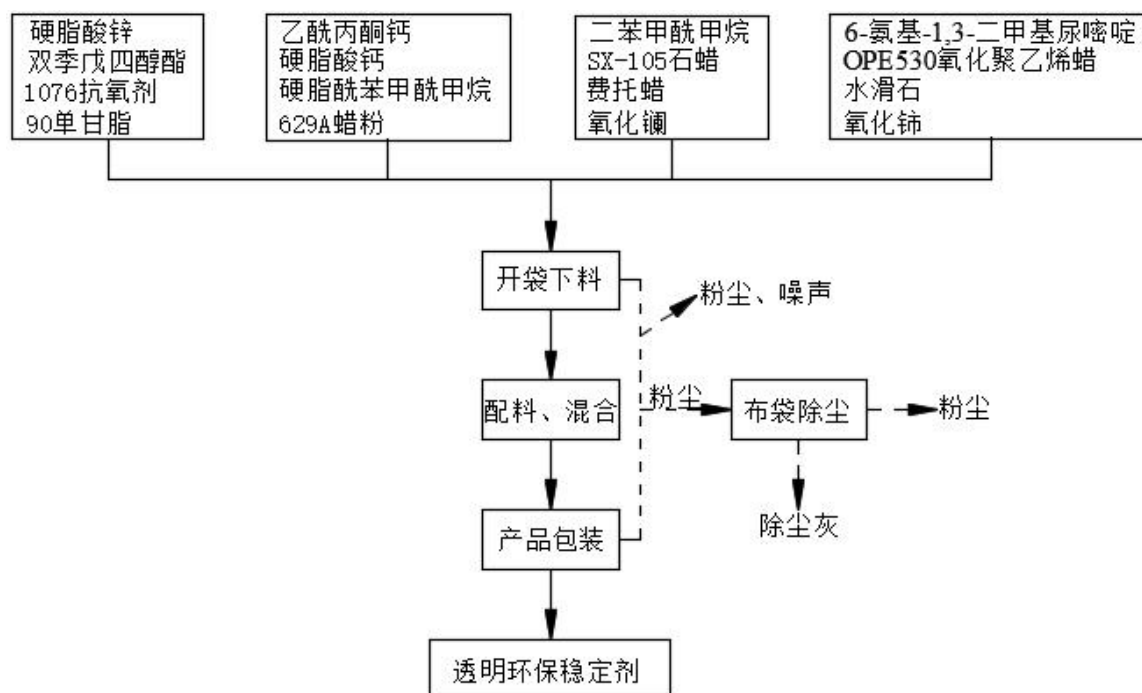 硬脂酸锌
双季戊四醇酯
1076抗氧剂
90单甘脂
乙酰丙酮钙
硬脂酸钙
硬脂酰苯甲酰甲烷
629A蜡粉
二苯甲酰甲烷
SX-105石蜡
费托蜡
氧化镧
6-氨基-1,3-二甲基尿嘧啶
OPE530氧化聚乙烯蜡
水滑石
氧化铈
开袋下料
粉尘、噪声
配料、混合
粉尘
布袋除尘
粉尘
产品包装
除尘灰
透明环保稳定剂